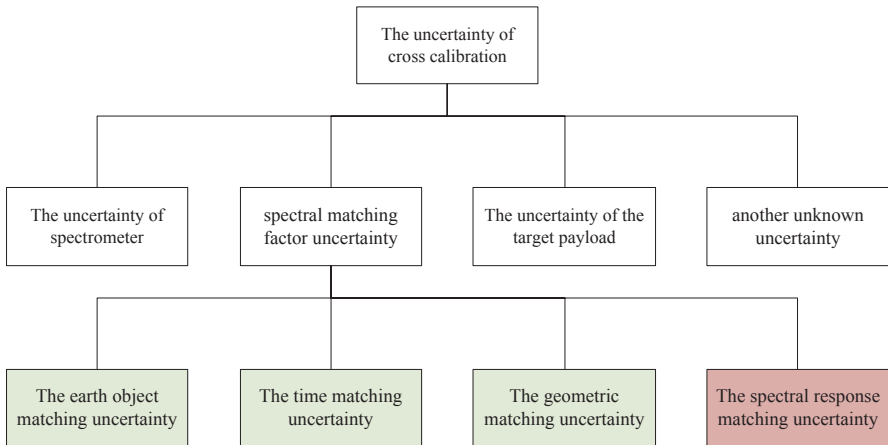 The uncertainty of
cross calibration
The uncertainty of
spectrometer
spectral matching
factor uncertainty
The uncertainty of the
target payload
another unknown
uncertainty
The earth object
matching uncertainty
The time matching
uncertainty
The geometric
matching uncertainty
The spectral response
matching uncertainty